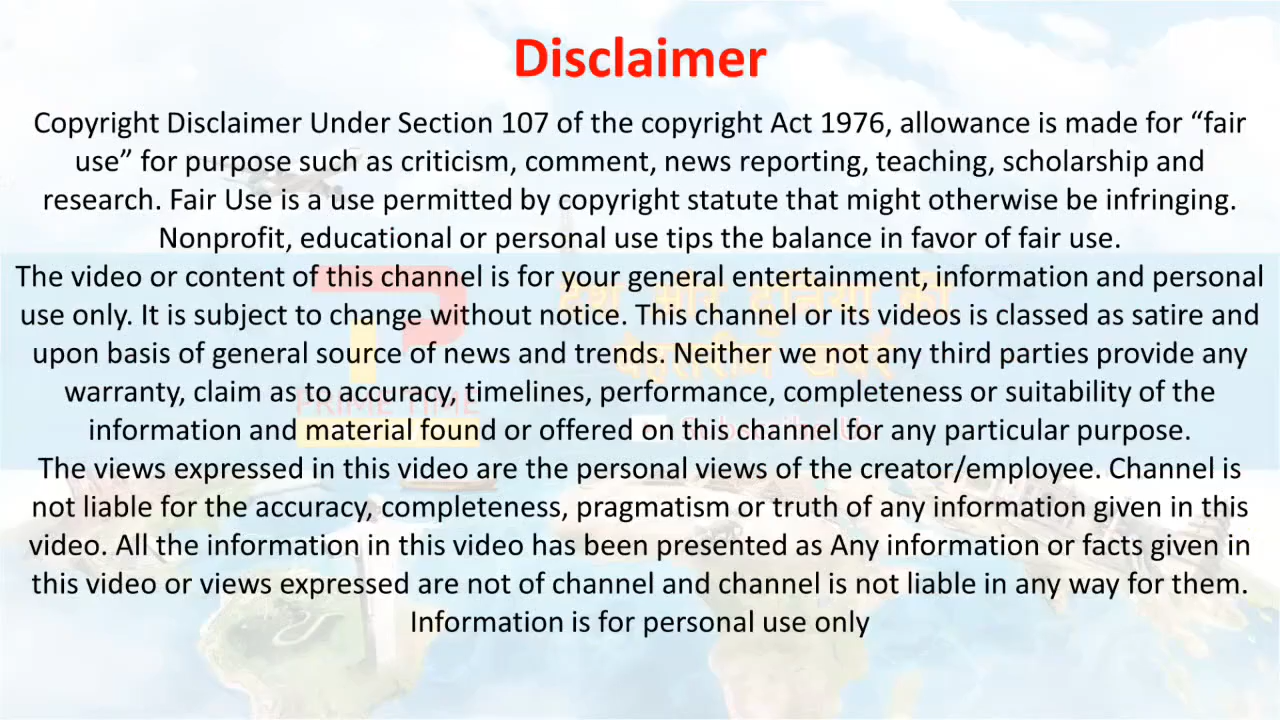 Disclaimer
Copyright Disclaimer Under Section 107 of the copyright Act 1976, allowance is made for “fair
use” for purpose such as criticism, comment, news reporting, teaching, scholarship and
research. Fair Use is a use permitted by copyright statute that might otherwise be infringing.
Nonprofit, educational or personal use tips the balance in favor of fair use.
The video or content of this channel is for your general entertainment, information and personal
use only. It is subject to change without notice. This channel or its videos is classed as satire and
upon basis of general source of news and trends. Neither we not any third parties provide any
warranty, claim as to accuracy, timelines, performance, completeness or suitability of the
information and material found or offered on this channel for any particular purpose.
The views expressed in this video are the personal views of the creator/employee. Channel is
not liable for the accuracy, completeness, pragmatism or truth of any information given in this
video. All the information in this video has been presented as Any information or facts given in
this video or views expressed are not of channel and channel is not liable in any way for them.
Information is for personal use only
देश और दुनिया की
PRIME TIME